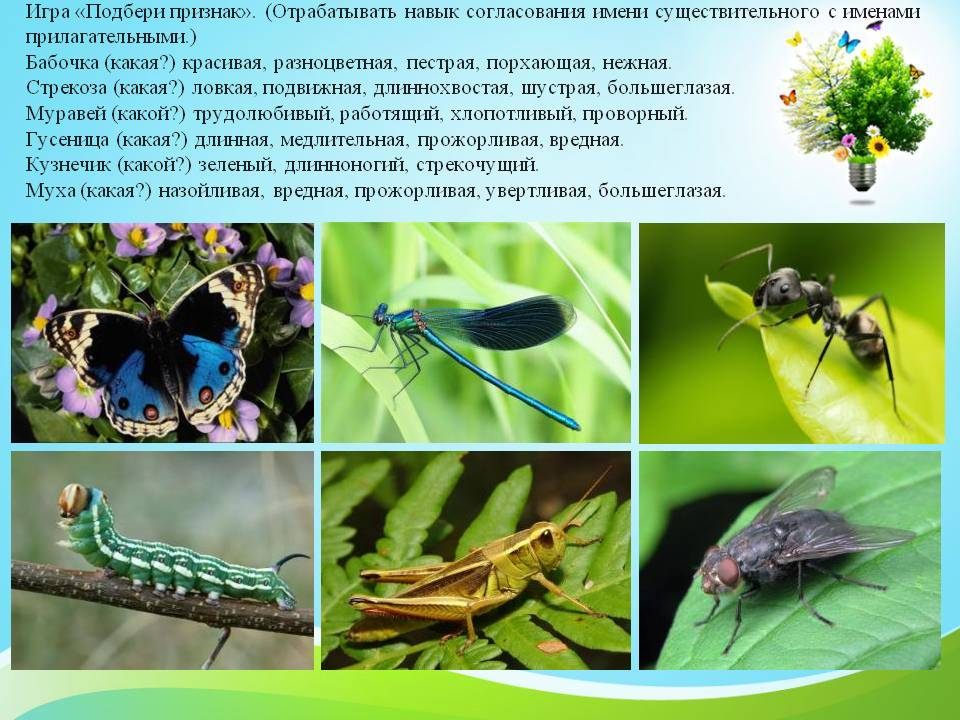 Игра «Подбери признак». (Отрабатывать навык согласования имени существительного с именами
прилагательными.)
Бабочка (какая?) красивая, разноцветная, пестрая, порхающая, нежная.
Стрекоза (какая?) ловкая, подвижная, длиннохвостая, шустрая, большеглазая.
Муравей (какой?) трудолюбивый, работящий, хлопотливый, проворный.
Гусеница (какая?) длинная, медлительная, прожорливая, вредная.
Кузнечик (какой?) зеленый, длинноногий, стрекочущий.
Муха (какая?) назойливая, вредная, прожорливая, увертливая, большеглазая.